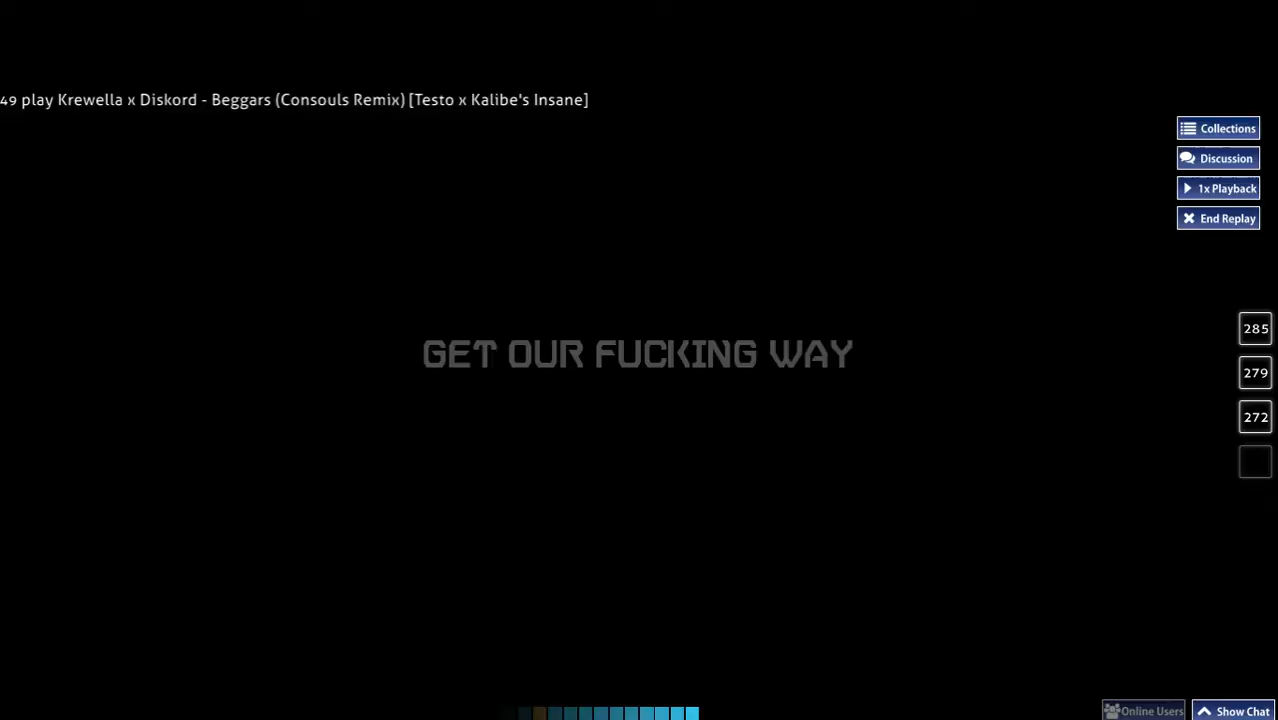 49 play Krewella x Diskord - Beggars (Consouls Remix) [Testo x Kalibe's Insane]
Collections
Discussion
1x Playback
End Replay
285
GET OUR FUCKING WAY
279
272
Online Users
Show Chat